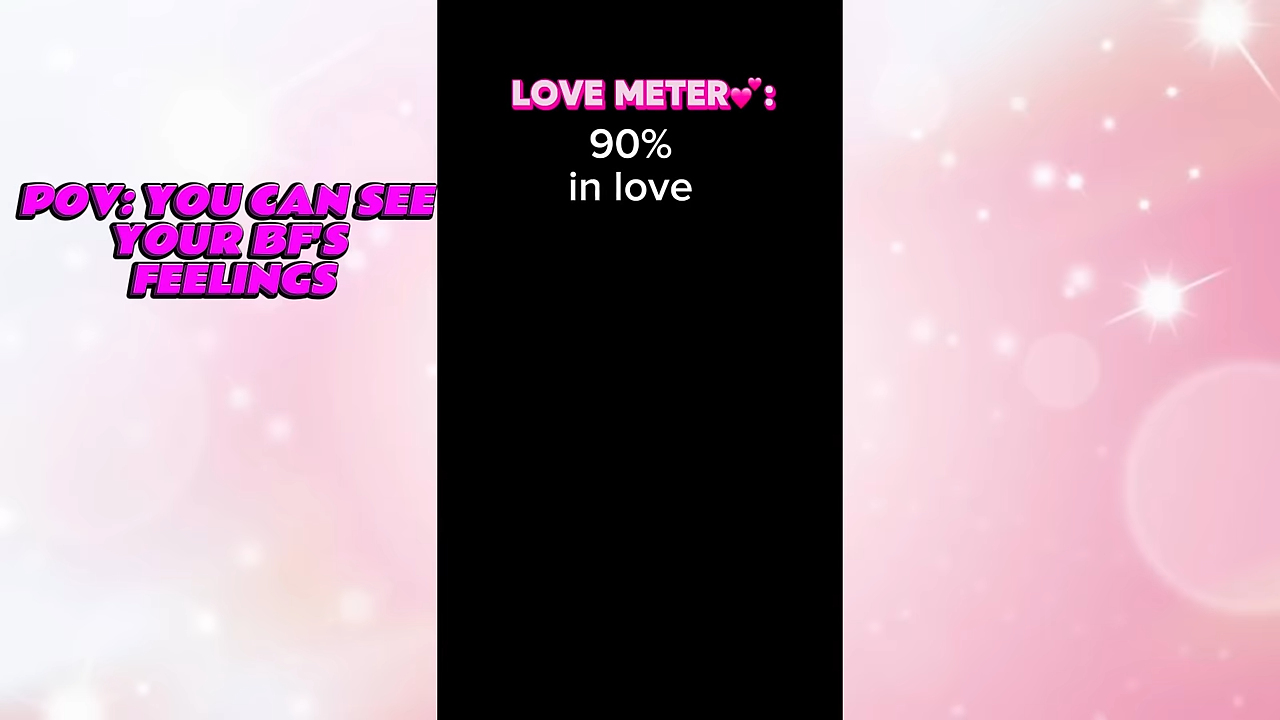 POV: YOU CAN SEE
YOUR BF'S
FEELINGS
LOVE METER💕:
90%
in love